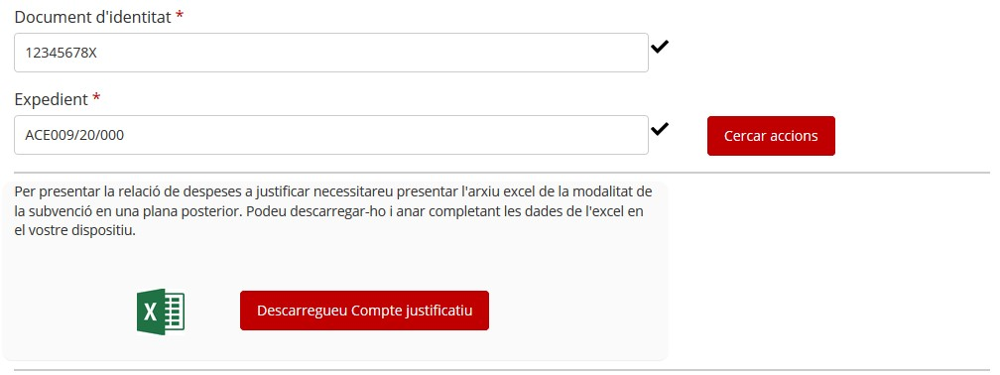 Document d'identitat *
12345678X
Expedient *
ACE009/20/000
Cercar accions
Per presentar la relació de despeses a justificar necessitareu presentar l'arxiu excel de la modalitat de
la subvenció en una plana posterior. Podeu descarregar-ho i anar completant les dades de l'excel en
el vostre dispositiu.
X
Descarregueu Compte justificatiu